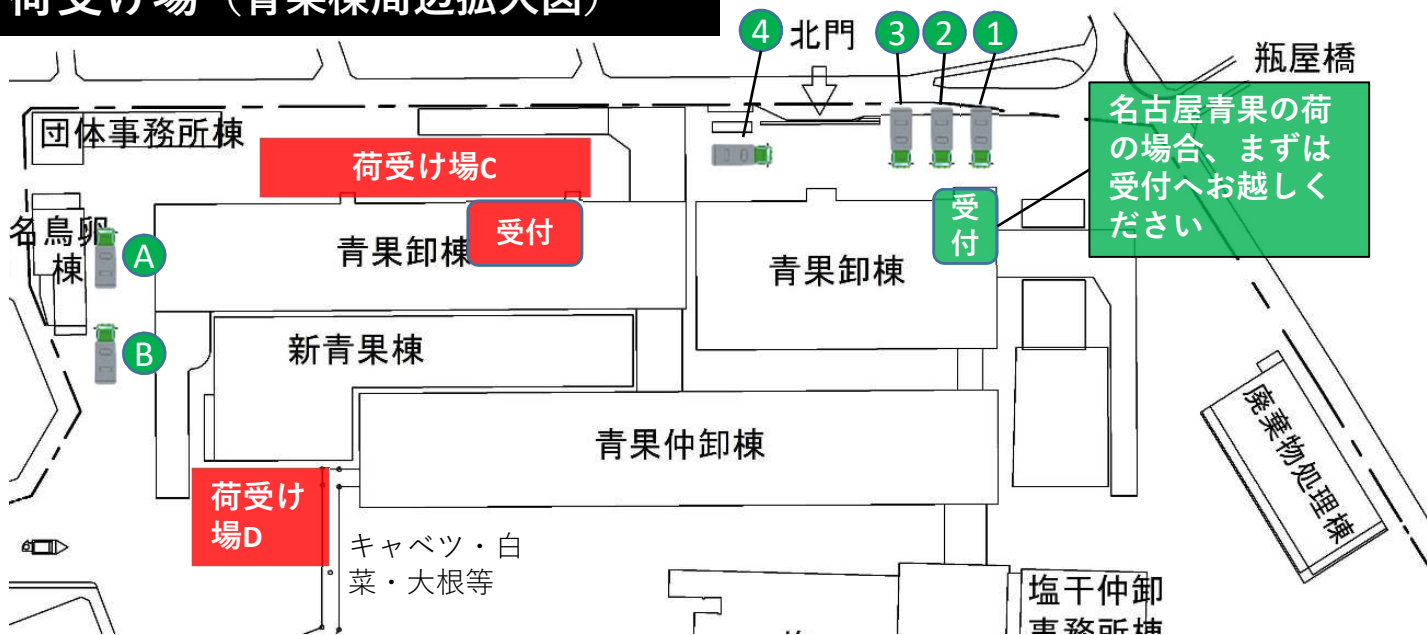 荷受け場（青果棟周辺拡大図）
4
北門
3
2
1
瓶屋橋
団体事務所棟
荷受け場C
名古屋青果の荷
の場合、まずは
受付へお越しく
ださい
名鳥卵
棟
A
青果卸棟
受付
受
付
青果卸棟
B
新青果棟
青果仲卸棟
廃棄物処理棟
荷受け
場D
キャベツ・白
菜・大根等
塩干仲卸
事務所棟